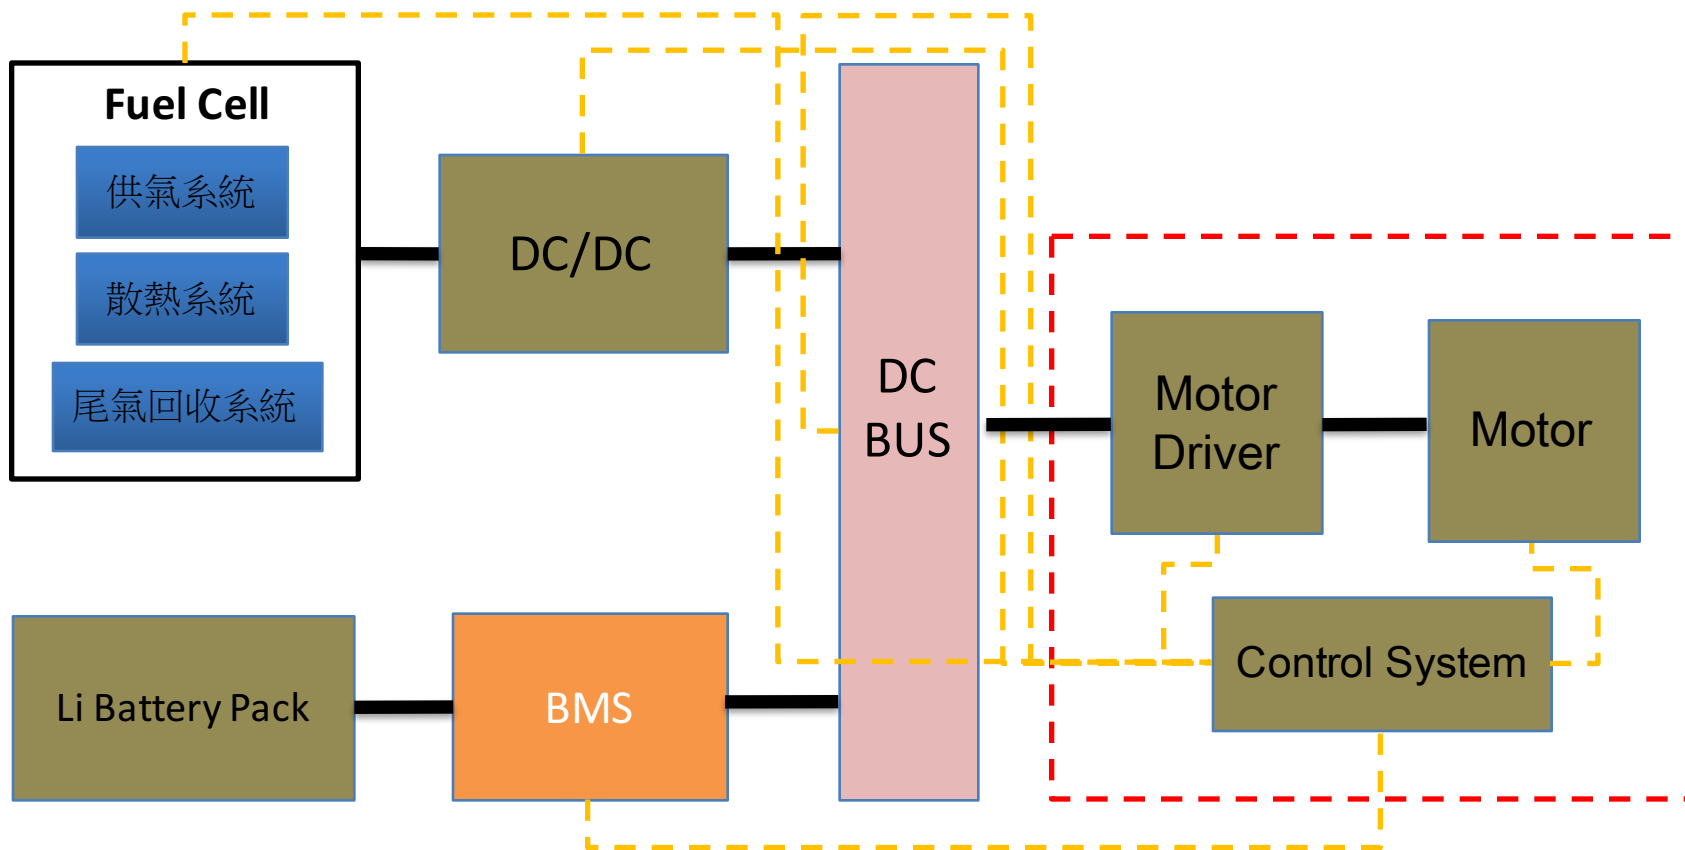 Fuel Cell
供氣系統
散熱系統
尾氣回收系統
DC/DC
DC
BUS
Motor
Driver
Motor
Li Battery Pack
BMS
Control System